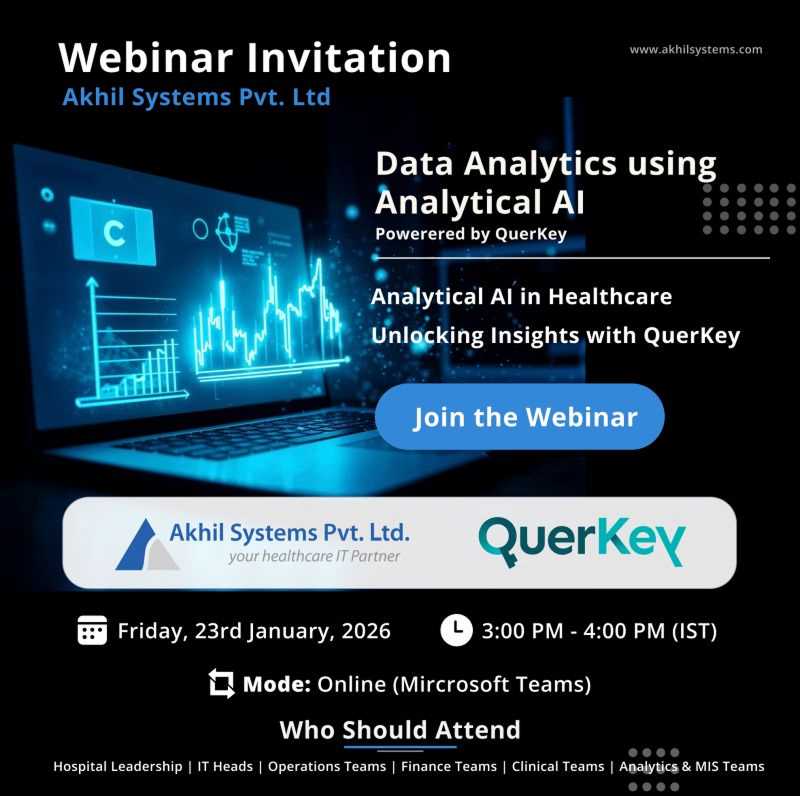 Webinar Invitation
www.akhilsystems.com
Akhil Systems Pvt. Ltd
Data Analytics using
Analytical AI
Powerered by QuerKey
C
Analytical AI in Healthcare
Unlocking Insights with QuerKey
Join the Webinar
Akhil Systems Pvt. Ltd.
your healthcare IT Partner
QuerKey
Friday, 23rd January, 2026
3:00 PM - 4:00 PM (IST)
Mode: Online (Mircrosoft Teams)
Who Should Attend
Hospital Leadership | IT Heads | Operations Teams | Finance Teams | Clinical Teams | Analytics & MIS Teams